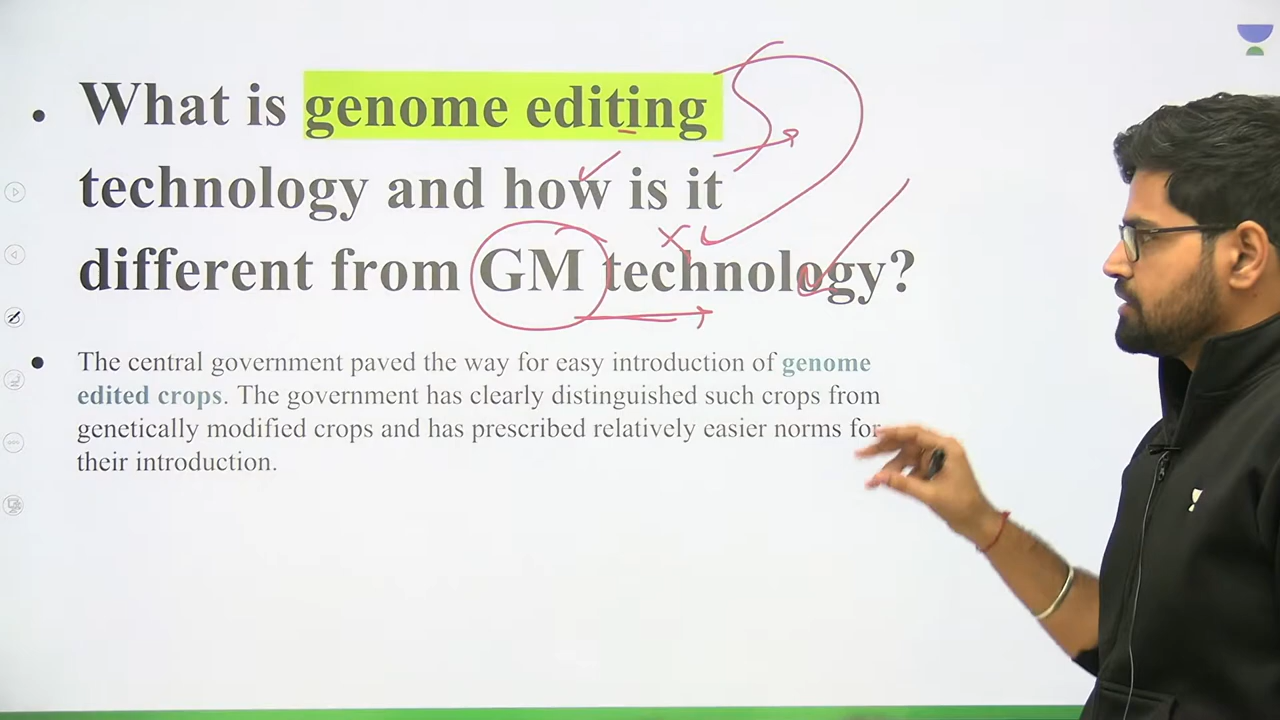 What is genome editing
technology and how is it
different from GM technology?
The central government paved the way for easy introduction of genome
edited crops. The government has clearly distinguished such crops from
genetically modified crops and has prescribed relatively easier norms for
their introduction.